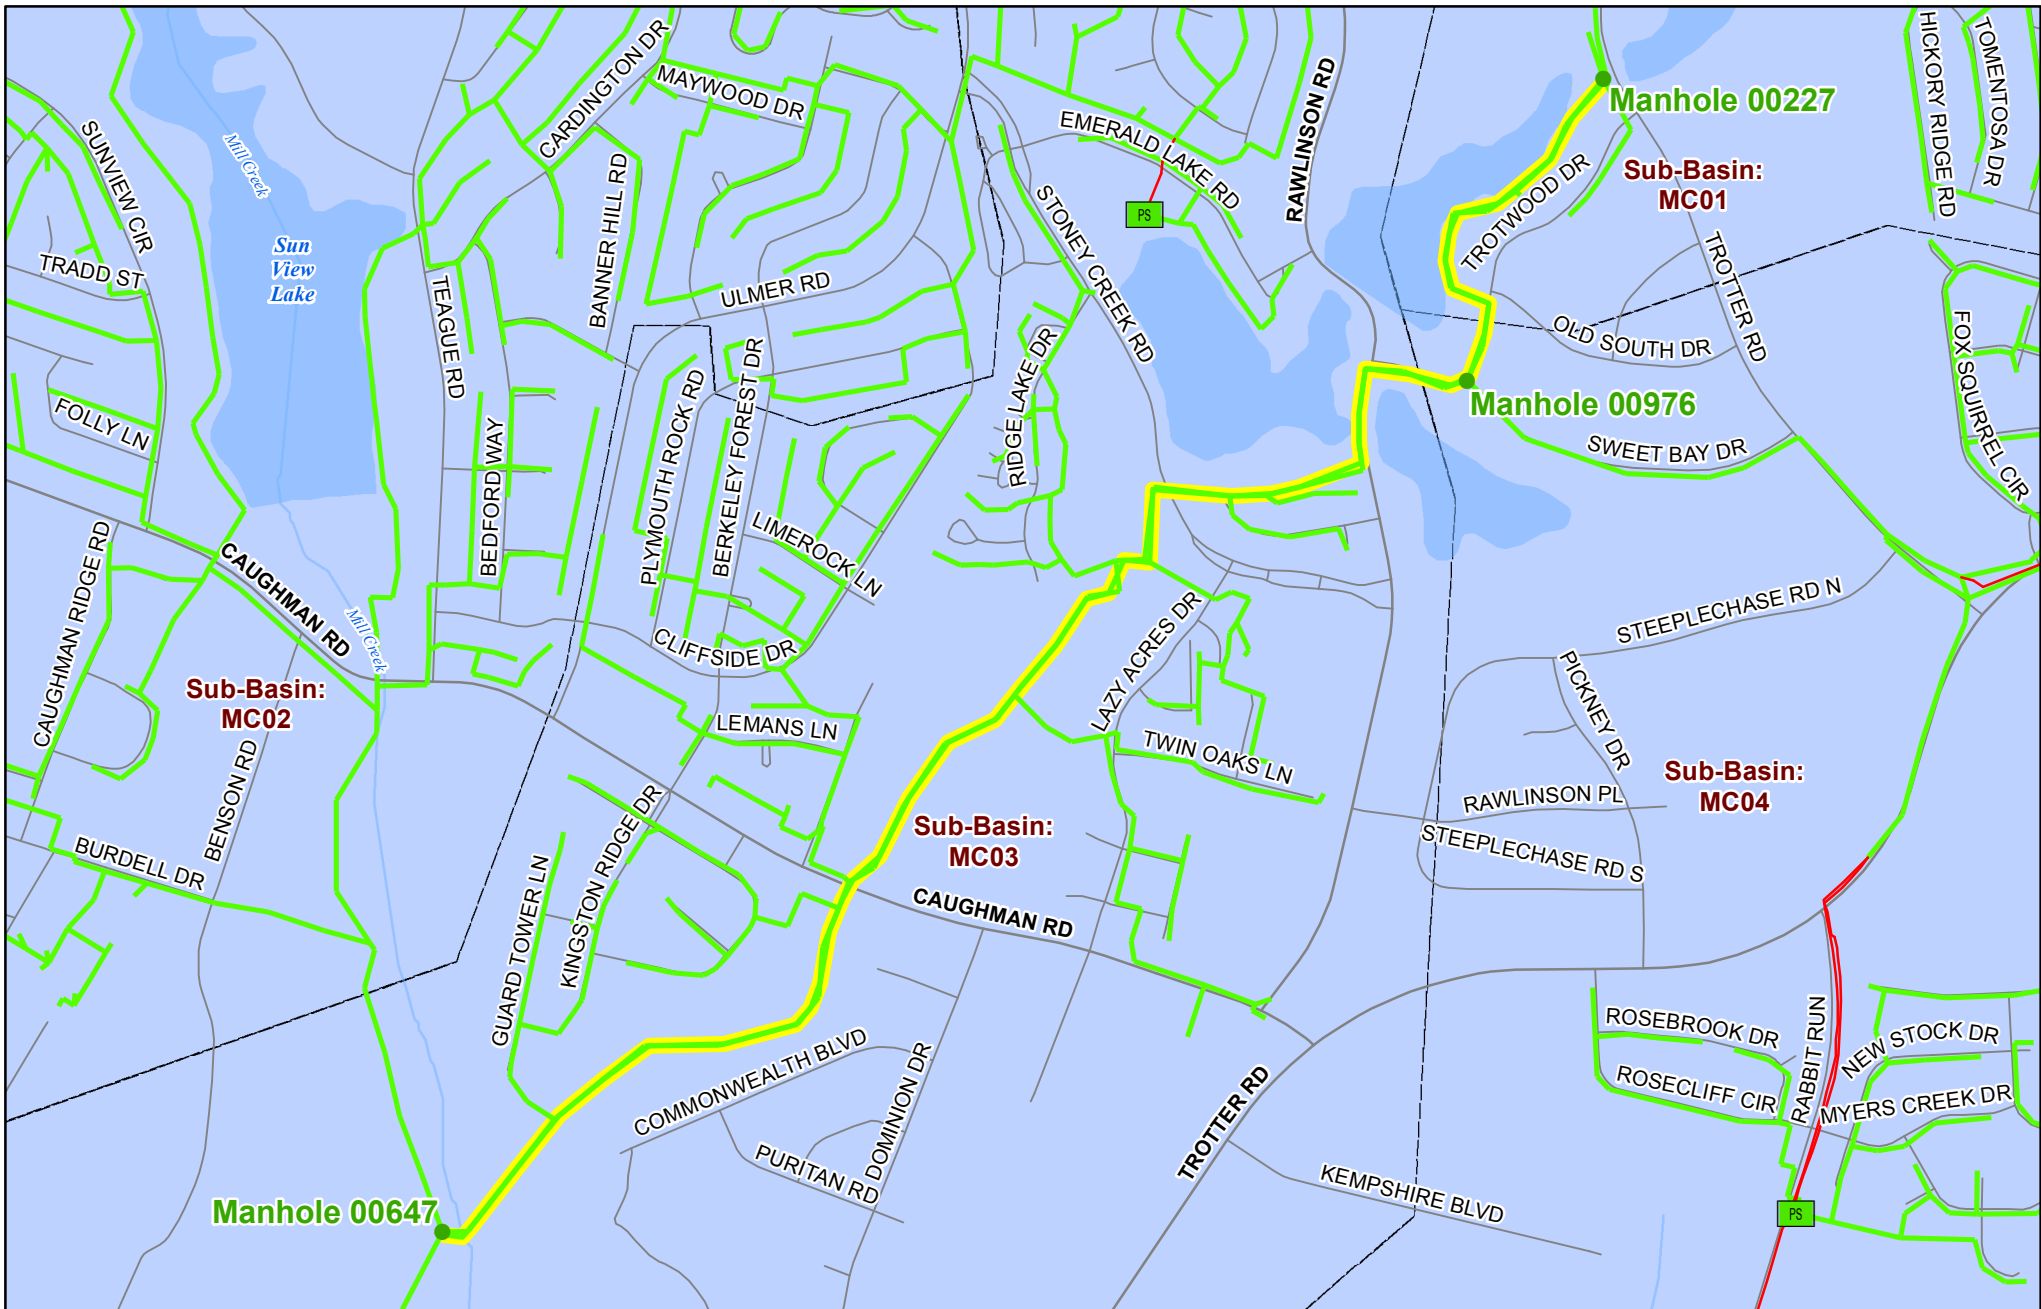 CARDINGTON DR
MAYWOOD DR
SUNVIEW CIR
Mill Creek
EMERALD LAKE RD
RAWLINSON RD
Manhole 00227
HICKORY RIDGE RD
TOMENTOSA DR
Sub-Basin:
MC01
PS
BANNER HILL RD
STONEY CREEK RD
TROTWOOD DR
TROTTER RD
Sun
View
Lake
TRADD ST
TEAGUE RD
ULMER RD
OLD SOUTH DR
FOX SQUIRREL CIR
RIDGE LAKE DR
PLYMOUTH ROCK RD
BERKELEY FOREST DR
Manhole 00976
FOLLY LN
BEDFORD WAY
SWEET BAY DR
LIMEROCK LN
CAUGHMAN RIDGE RD
CAUGHMAN RD
Mill Creek
CLIFFSIDE DR
LAZY ACRES DR
STEEPLECHASE RD N
PICKNEY DR
Sub-Basin:
MC02
LEMANS LN
TWIN OAKS LN
BENSON RD
Sub-Basin:
MC04
RAWLINSON PL
KINGSTON RIDGE DR
Sub-Basin:
MC03
STEEPLECHASE RD S
BURDELL DR
GUARD TOWER LN
CAUGHMAN RD
ROSEBROOK DR
RABBIT RUN
NEW STOCK DR
COMMONWEALTH BLVD
DOMINION DR
TROTTER RD
ROSECLIFF CIR
MYERS CREEK DR
PURITAN RD
KEMPSHIRE BLVD
Manhole 00647
PS